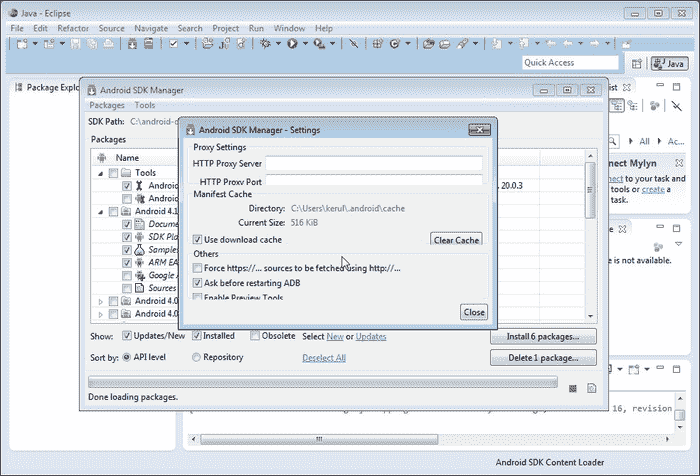 Java - Eclipse
File Edit Refactor Source Navigate Search Project Run Window Help
Quick Access
Java
Package Explo
Android SDK Manager
Packages Tools
SDK Path: C:\android-
Packages
Name
Tools
Android
20.0.3
Android
Android 4.1
Docume
SDK Pla
Samples
ARM EA
Google A
Sources
Android 4.0
Android 4.0
Show: Updates/New Installed Obsolete Select New or Updates
Install 6 packages...
Sort by: API level Repository Deselect All
Delete 1 package...
Done loading packages.
Android SDK Manager - Settings
Proxy Settings
HTTP Proxy Server
HTTP Proxy Port
Manifest Cache
Directory: C:\Users\kerul\.android\cache
Current Size: 516 KiB
Use download cache
Clear Cache
Others
Force https://... sources to be fetched using http://...
Ask before restarting ADB
Enable Preview Tools
Close
st
All
Ac
nect Mylyn
to your task and
tools or create a
e is not available.
16, revision
Android SDK Content Loader